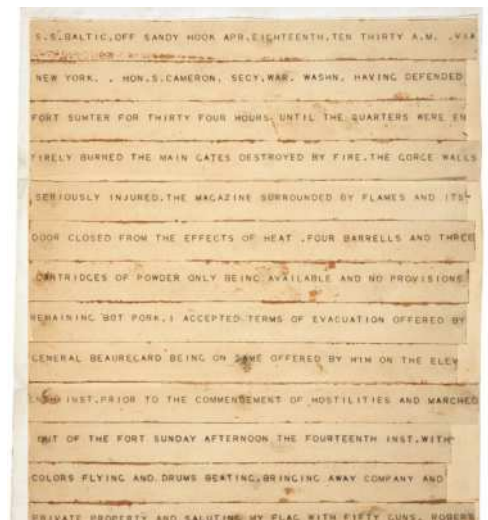 S.S.BALTIC.OFF SANDY HOOK APR.EIGHTEENTH.TEN THIRTY A.M. .VIA
NEW YORK. . HON.S.CAMERON. SECY.WAR. WASHN. HAVING DEFENDED
FORT SUMTER FOR THIRTY FOUR HOURS. UNTIL THE QUARTERS WERE EN
TIRELY BURNED THE MAIN GATES DESTROYED BY FIRE.THE GORGE WALLS
SERIOUSLY INJURED.THE MAGAZINE SURROUNDED BY FLAMES AND ITS
DOOR CLOSED FROM THE EFFECTS OF HEAT .FOUR BARRELLS AND THREE
CARTRIDGES OF POWDER ONLY BEING AVAILABLE AND NO PROVISIONS
REMAINING BUT PORK.I ACCEPTED TERMS OF EVACUATION OFFERED BY
GENERAL BEAUREGARD BEING ON SAME OFFERED BY HIM ON THE ELEV
ENTH INST.PRIOR TO THE COMMENCEMENT OF HOSTILITIES AND MARCHED
OUT OF THE FORT SUNDAY AFTERNOON THE FOURTEENTH INST.WITH
COLORS FLYING AND DRUMS BEATING.BRINGING AWAY COMPANY AND
PRIVATE PROPERTY AND SALUTING MY FLAG WITH FIFTY GUNS. ROBERT